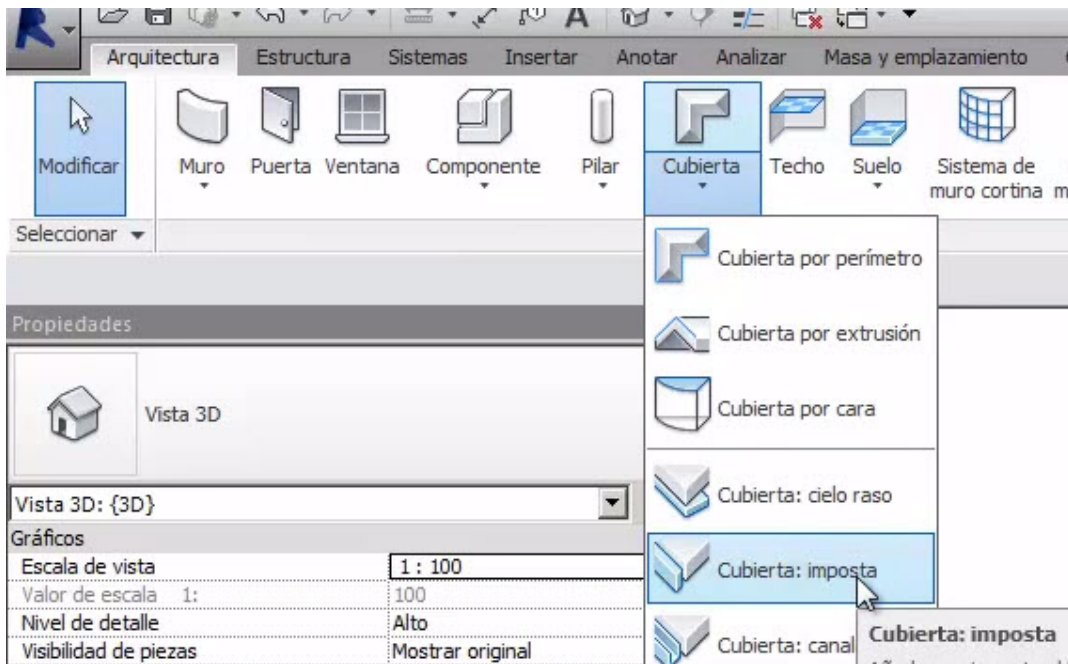 Arquitectura Estructura Sistemas Insertar Anotar Analizar Masa y emplazamiento
Modificar Muro Puerta Ventana Componente Pilar Cubierta Techo Suelo Sistema de
muro cortina
Seleccionar
Cubierta por perímetro
Propiedades
Cubierta por extrusión
Vista 3D
Cubierta por cara
Vista 3D: {3D}
Cubierta: cielo raso
Gráficos
Escala de vista 1 : 100
Cubierta: imposta
Valor de escala 1: 100
Nivel de detalle Alto
Cubierta: imposta
Visibilidad de piezas Mostrar original
Cubierta: canal